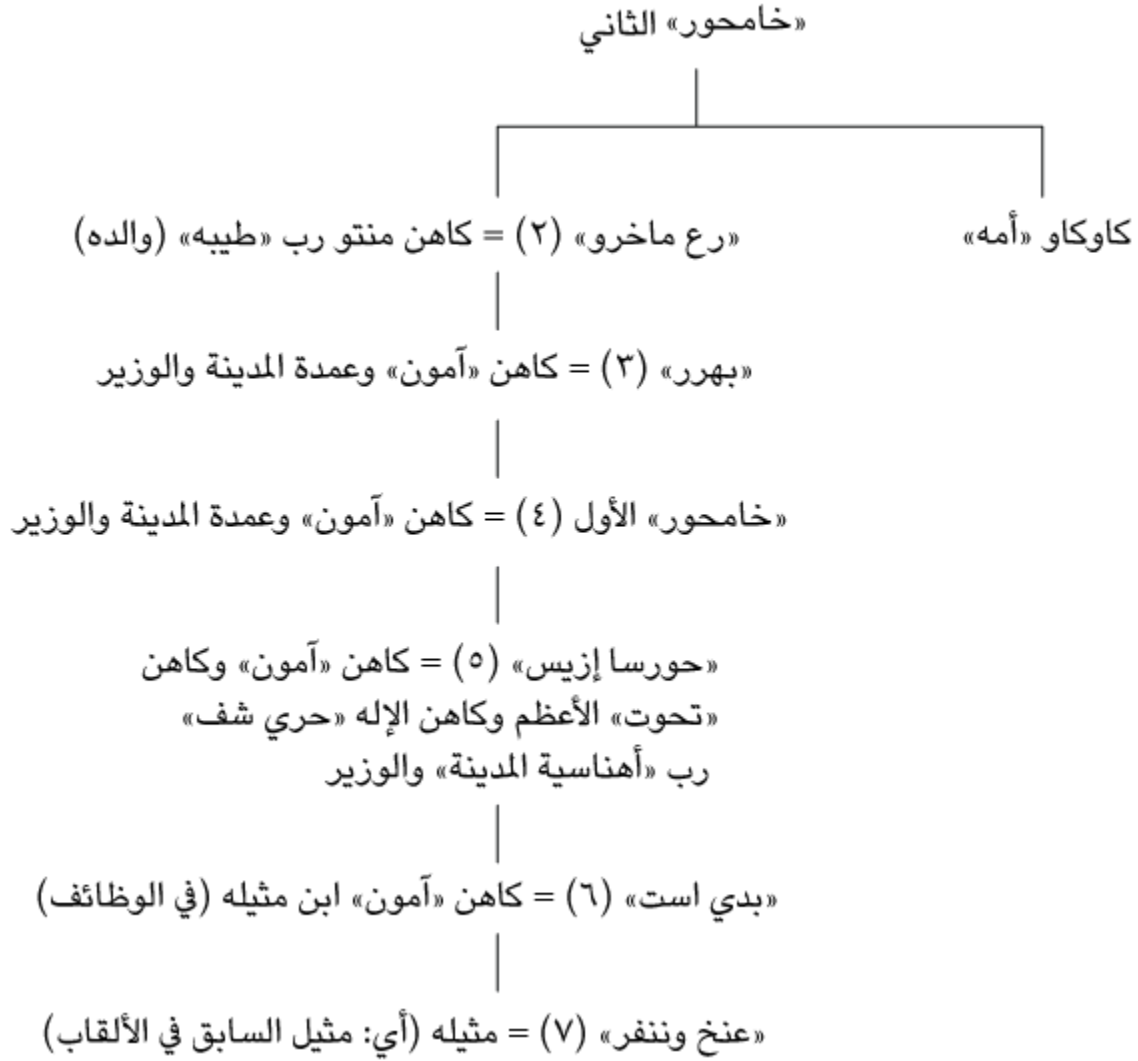 «خامحور» الثاني
كاوكاو «أمه»
«رع ماخرو» (٢) = كاهن منتو رب «طيبه» (والده)
«بهرر» (٣) = كاهن «آمون» وعمدة المدينة والوزير
«خامحور» الأول (٤) = كاهن «آمون» وعمدة المدينة والوزير
«حورسا إزيس» (٥) = كاهن «آمون» وكاهن
«تحوت» الأعظم وكاهن الإله «حري شف»
رب «أهناسية المدينة» والوزير
«بدي است» (٦) = كاهن «آمون» ابن مثيله (في الوظائف)
«عنخ وننفر» (٧) = مثيله (أي: مثيل السابق في الألقاب)